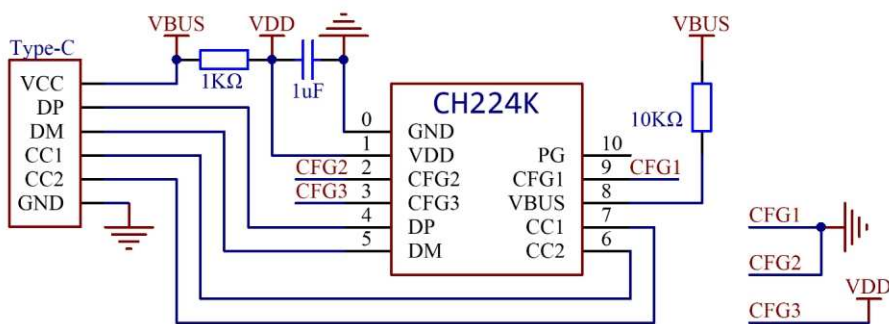 VBUS
VDD
VBUS
Type-C
1KΩ
1uF
VCC
DP
DM
CC1
CC2
GND
CH224K
10KΩ
0
GND
1
VDD
PG
10
CFG2
2
CFG2
CFG1
9
CFG1
CFG3
3
CFG3
VBUS
8
4
DP
CC1
7
5
DM
CC2
6
CFG1
CFG2
VDD
CFG3